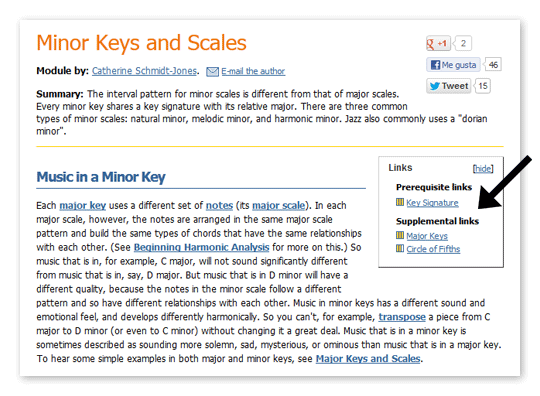 Minor Keys and Scales
+1 2
Module by: Catherine Schmidt-Jones. E-mail the author
Me gusta 46
Tweet 15
Summary: The interval pattern for minor scales is different from that of major scales.
Every minor key shares a key signature with its relative major. There are three common
types of minor scales: natural minor, melodic minor, and harmonic minor. Jazz also commonly uses a "dorian
minor".
Links [hide]
Prerequisite links
Key Signature
Supplemental links
Major Keys
Circle of Fifths
Music in a Minor Key
Each major key uses a different set of notes (its major scale). In each
major scale, however, the notes are arranged in the same major scale
pattern and build the same types of chords that have the same relationships
with each other. (See Beginning Harmonic Analysis for more on this.) So
music that is in, for example, C major, will not sound significantly different
from music that is in, say, D major. But music that is in D minor will have a
different quality, because the notes in the minor scale follow a different
pattern and so have different relationships with each other. Music in minor keys has a different sound and
emotional feel, and develops differently harmonically. So you can't, for example, transpose a piece from C
major to D minor (or even to C minor) without changing it a great deal. Music that is in a minor key is
sometimes described as sounding more solemn, sad, mysterious, or ominous than music that is in a major key.
To hear some simple examples in both major and minor keys, see Major Keys and Scales.